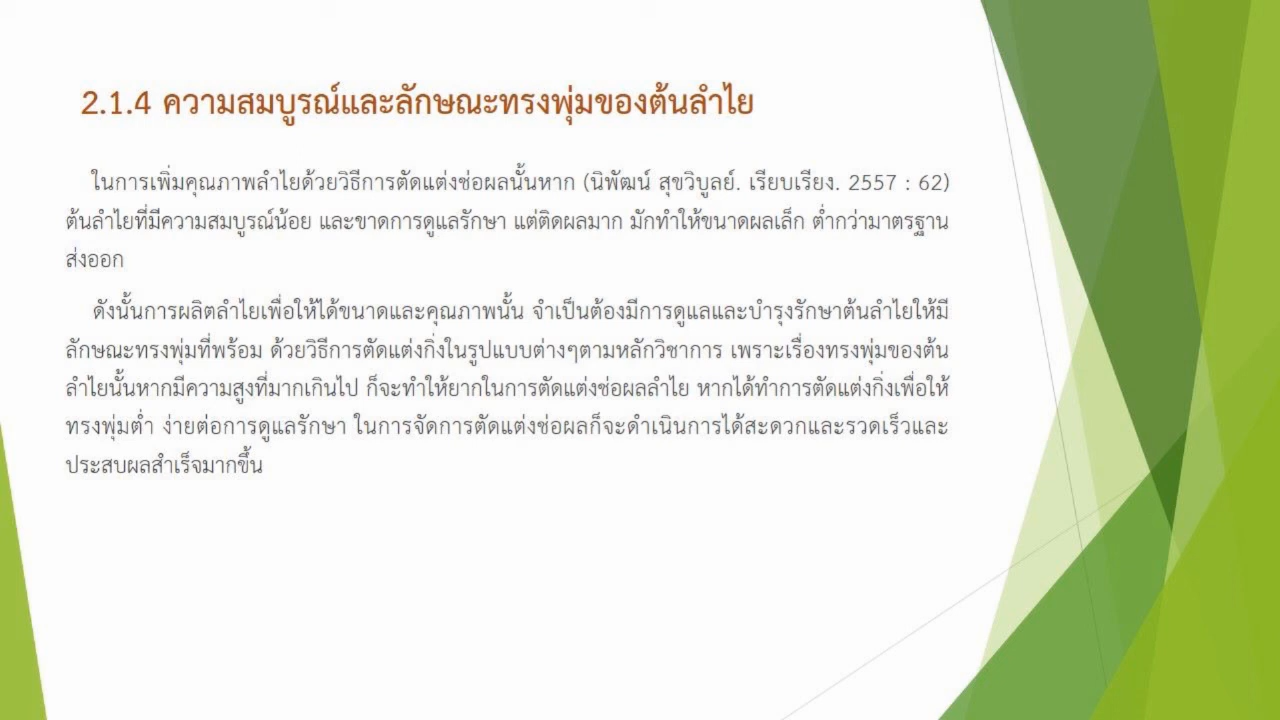 2.1.4 ความสมบูรณ์และลักษณะทรงพุ่มของต้นลำไย
ในการเพิ่มคุณภาพลำไยด้วยวิธีการตัดแต่งช่อผลนั้นหาก (นิพัฒน์ สุขวิบูลย์. เรียบเรียง. 2557 : 62)
ต้นลำไยที่มีความสมบูรณ์น้อย และขาดการดูแลรักษา แต่ติดผลมาก มักทำให้ขนาดผลเล็ก ต่ำกว่ามาตรฐาน
ส่งออก
ดังนั้นการผลิตลำไยเพื่อให้ได้ขนาดและคุณภาพนั้น จำเป็นต้องมีการดูแลและบำรุงรักษาต้นลำไยให้มี
ลักษณะทรงพุ่มที่พร้อม ด้วยวิธีการตัดแต่งกิ่งในรูปแบบต่างๆตามหลักวิชาการ เพราะเรื่องทรงพุ่มของต้น
ลำไยนั้นหากมีความสูงที่มากเกินไป ก็จะทำให้ยากในการตัดแต่งช่อผลลำไย หากได้ทำการตัดแต่งกิ่งเพื่อให้
ทรงพุ่มต่ำ ง่ายต่อการดูแลรักษา ในการจัดการตัดแต่งช่อผลก็จะดำเนินการได้สะดวกและรวดเร็วและ
ประสบผลสำเร็จมากขึ้น